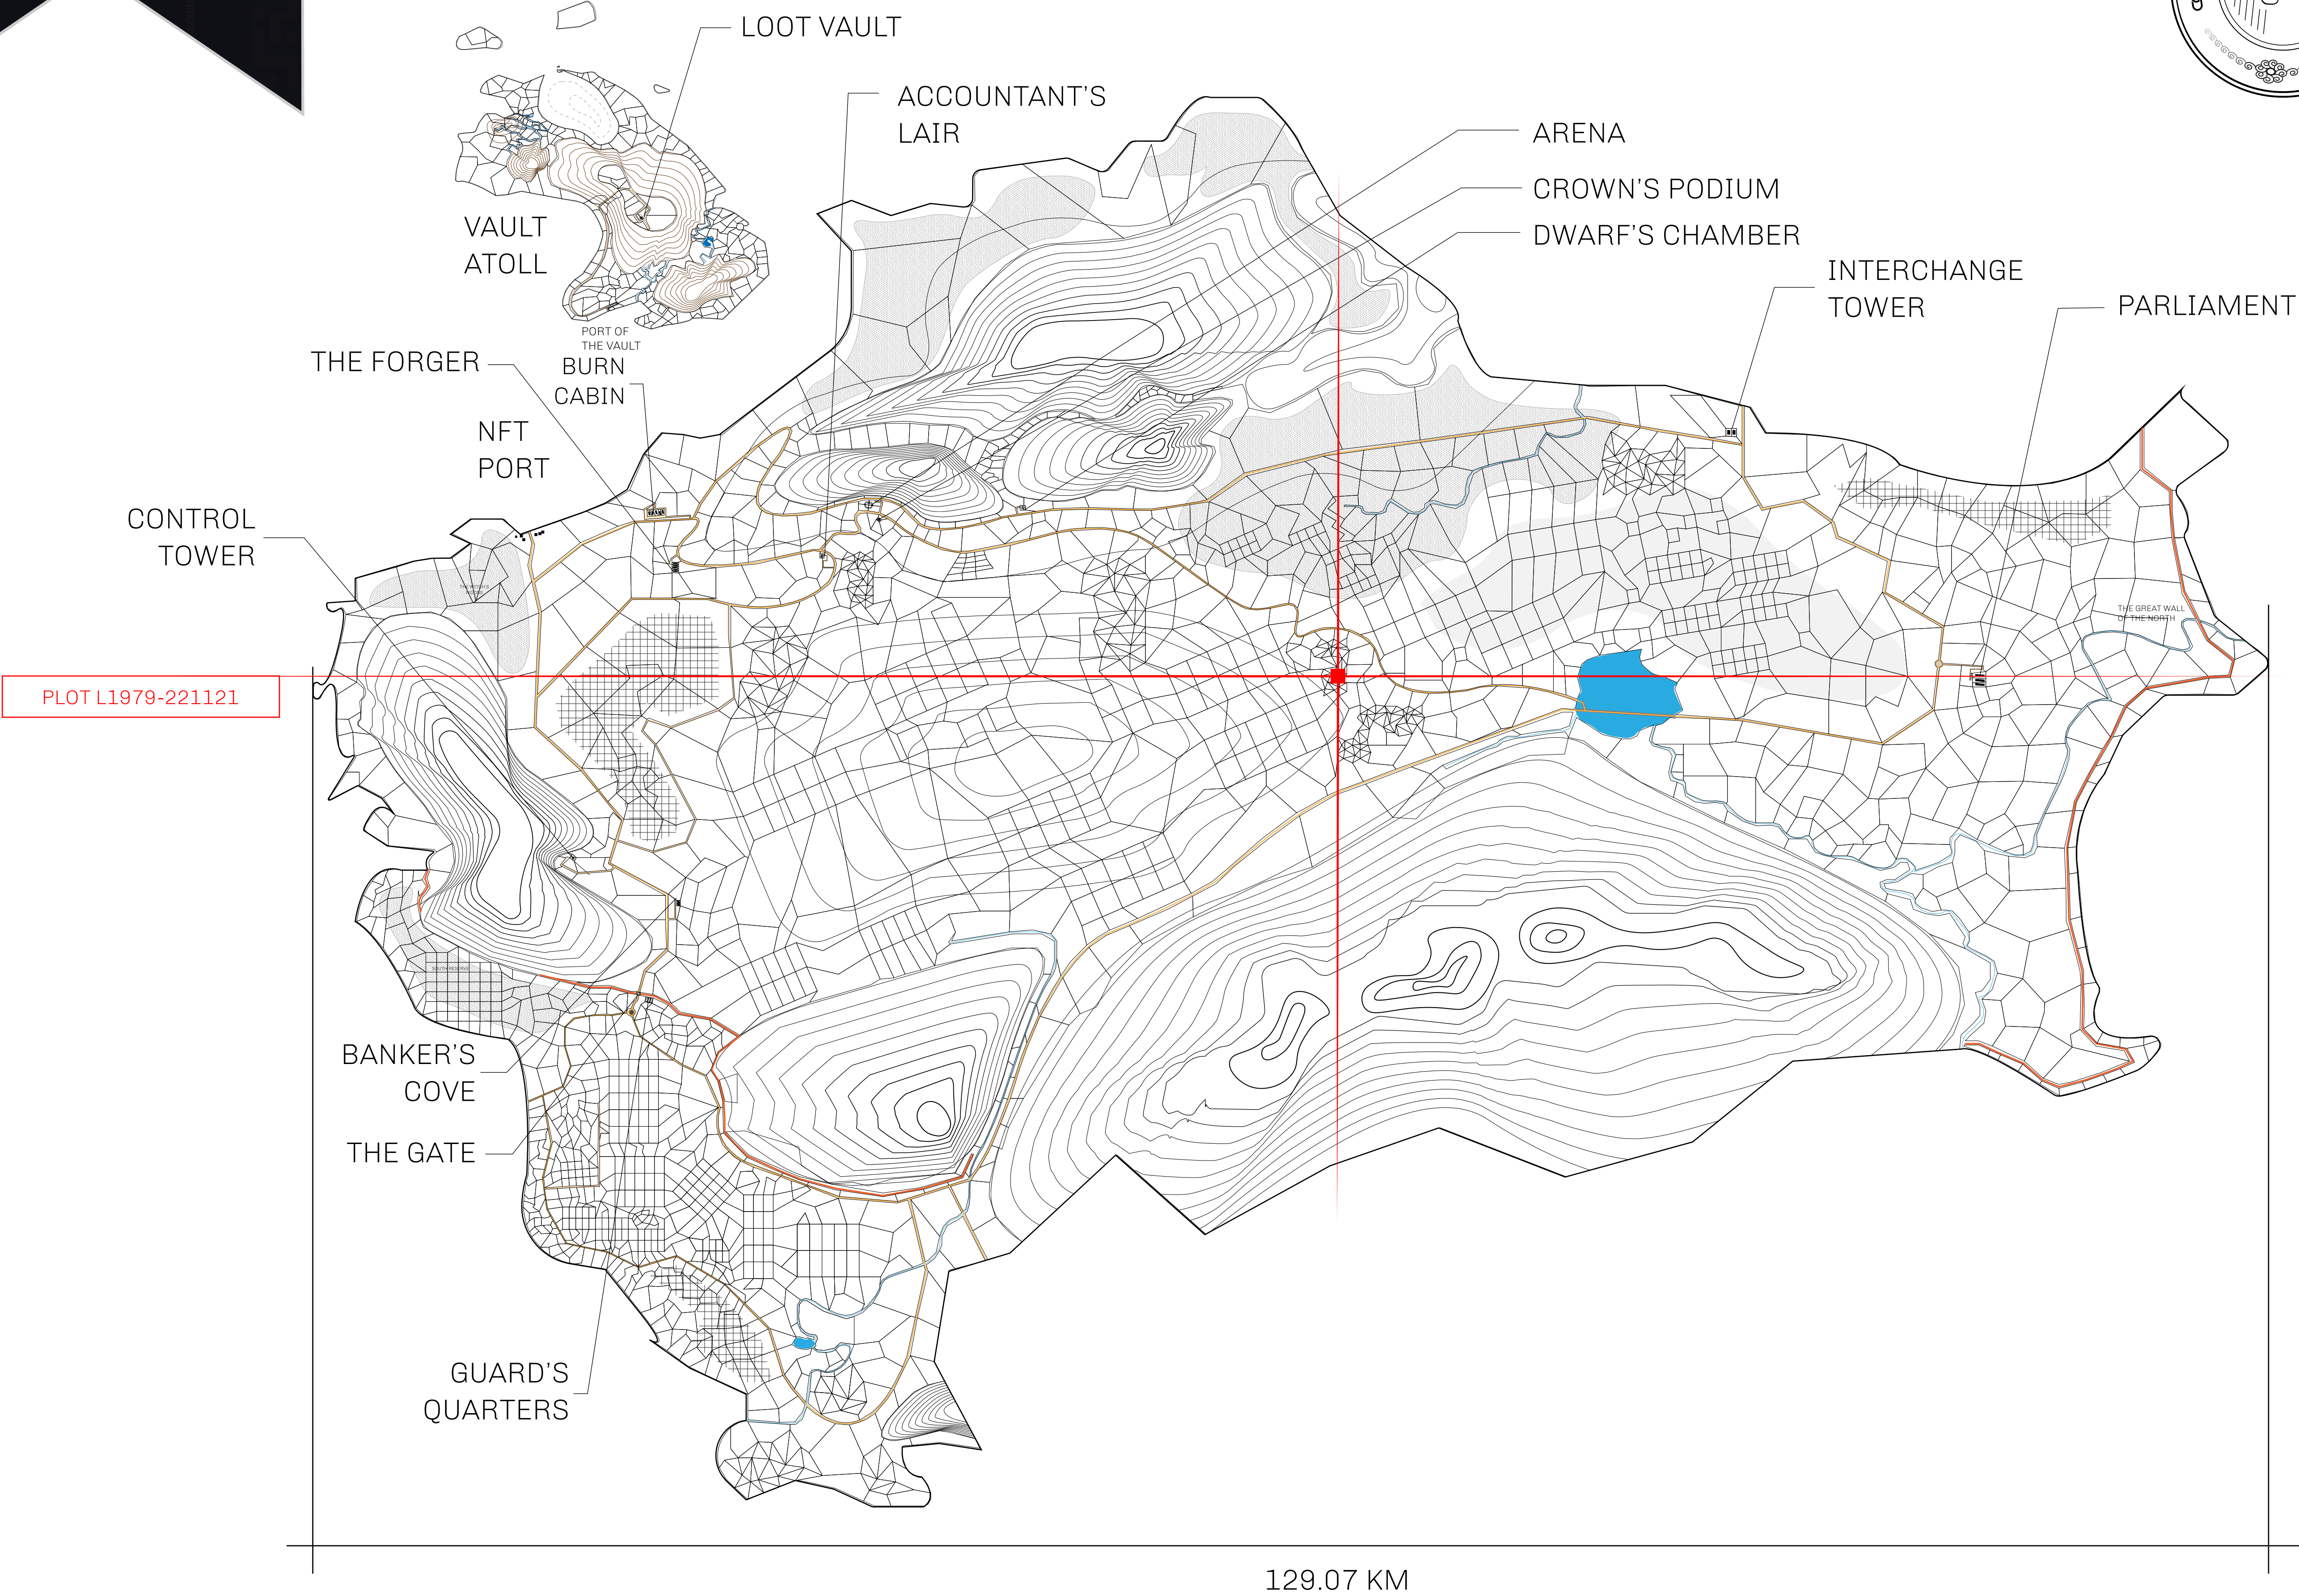 LOOT VAULT
ACCOUNTANT'S
LAIR
ARENA
CROWN'S PODIUM
DWARF'S CHAMBER
VAULT
ATOLL
INTERCHANGE
TOWER
PARLIAMENT
PORT OF
THE VAULT
THE FORGER
BURN
CABIN
NFT
PORT
CONTROL
TOWER
THE GREAT WALL
OF THE NORTH
PLOT L1979-221121
SOUTH RESERVE
BANKER'S
COVE
THE GATE
GUARD'S
QUARTERS
129.07 KM